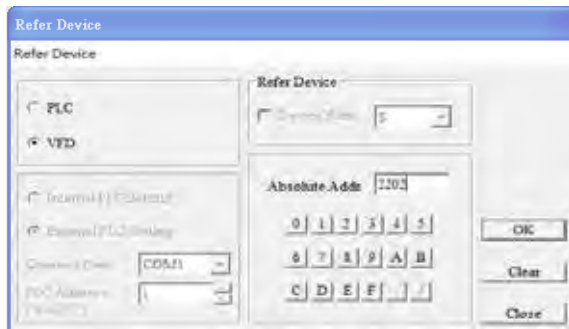 Refer Device
Refer Device
PLC
VFD
Refer Device
5
Absolute Addr 2202
0 1 2 3 4 5
6 7 8 9 A B
C D E F . /
COM1
1
OK
Clear
Close